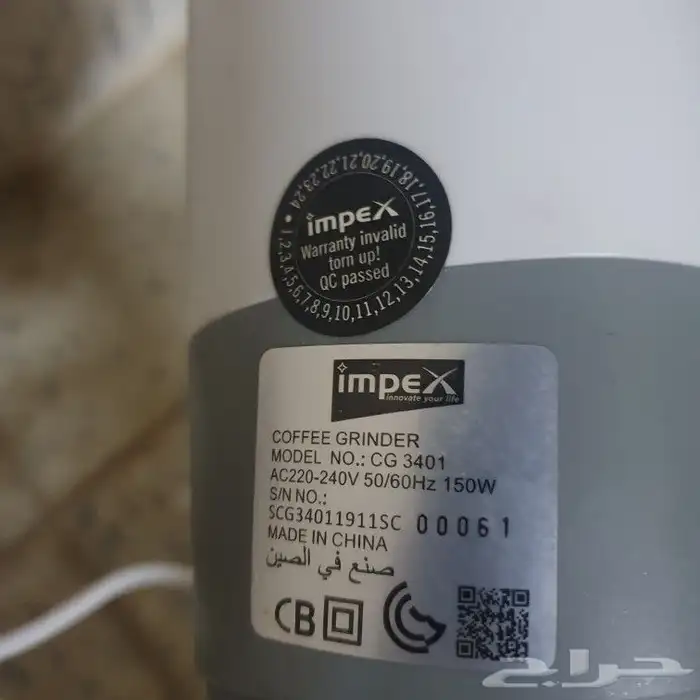 1,2,3,4,5,6,7,8,9,10,11,12,13,14,15,16,17,18,19,20,21,22,23,24
impex
Warranty invalid
torn up!
QC passed
impex
innovate your life
COFFEE GRINDER
MODEL NO.: CG 3401
AC220-240V 50/60Hz 150W
S/N NO.:
SCG34011911SC 00061
MADE IN CHINA
صنع في الصين
CB
حراج